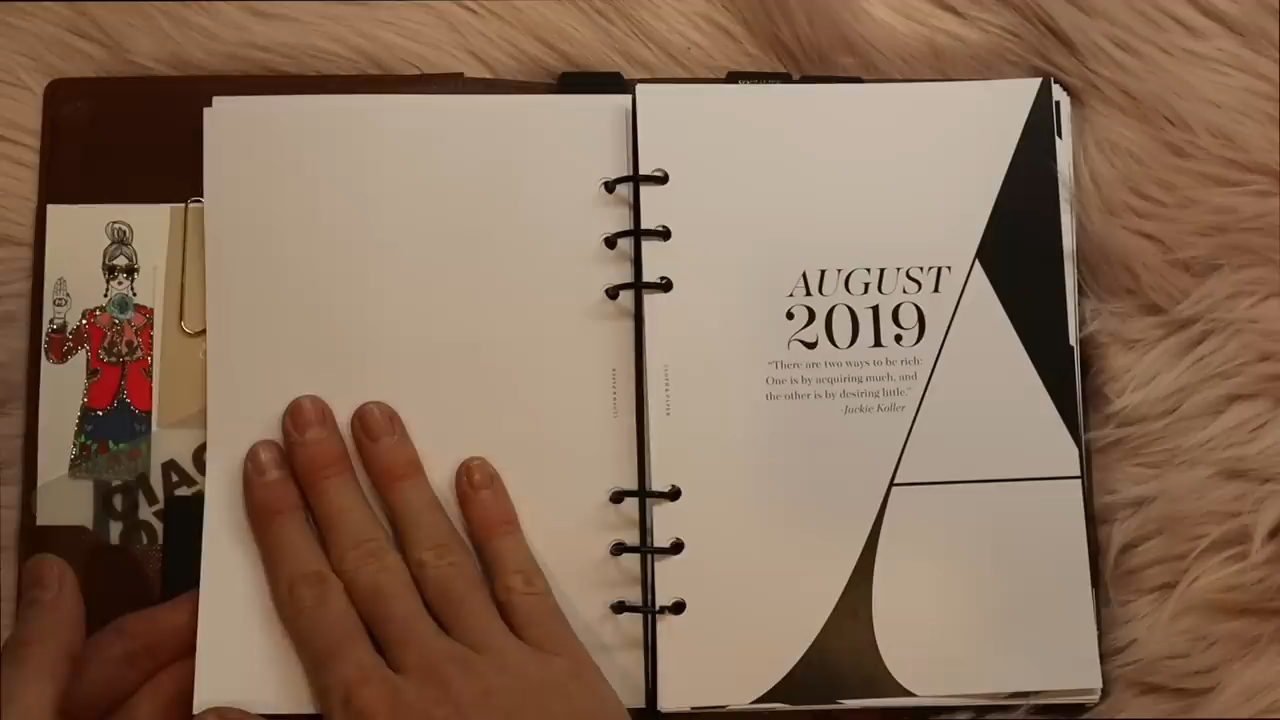 AUGUST
2019
"There are two ways to be rich:
One is by acquiring much, and
the other is by desiring little."
-Jackie Koller